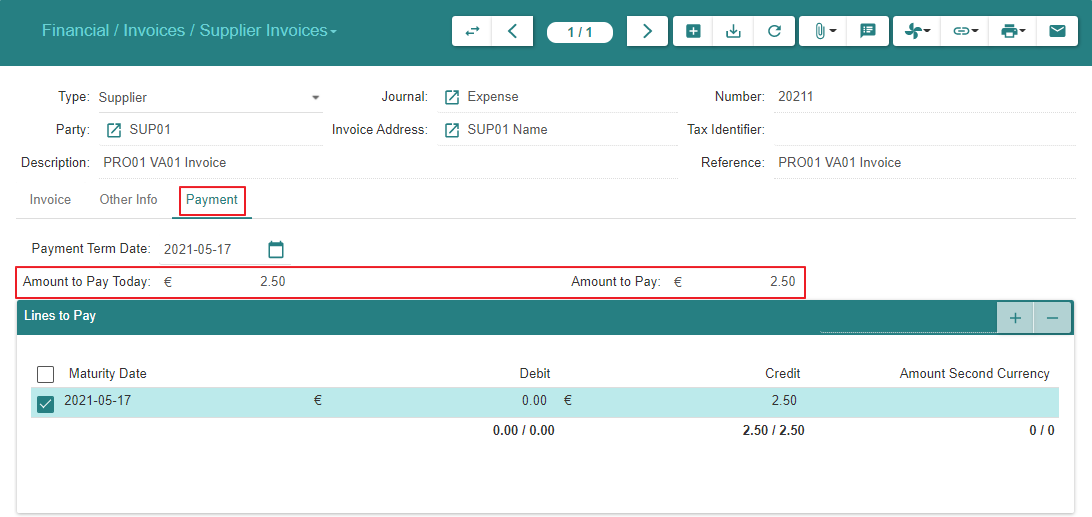 Financial / Invoices / Supplier Invoices
1 / 1
Type: Supplier Journal: Expense Number: 20211
Party: SUP01 Invoice Address: SUP01 Name Tax Identifier:
Description: PRO01 VA01 Invoice Reference: PRO01 VA01 Invoice
Invoice Other Info Payment
Payment Term Date: 2021-05-17
Amount to Pay Today: € 2.50 Amount to Pay: € 2.50
Lines to Pay
Maturity Date Debit Credit Amount Second Currency
2021-05-17 € 0.00 € 2.50
0.00 / 0.00 2.50 / 2.50 0 / 0